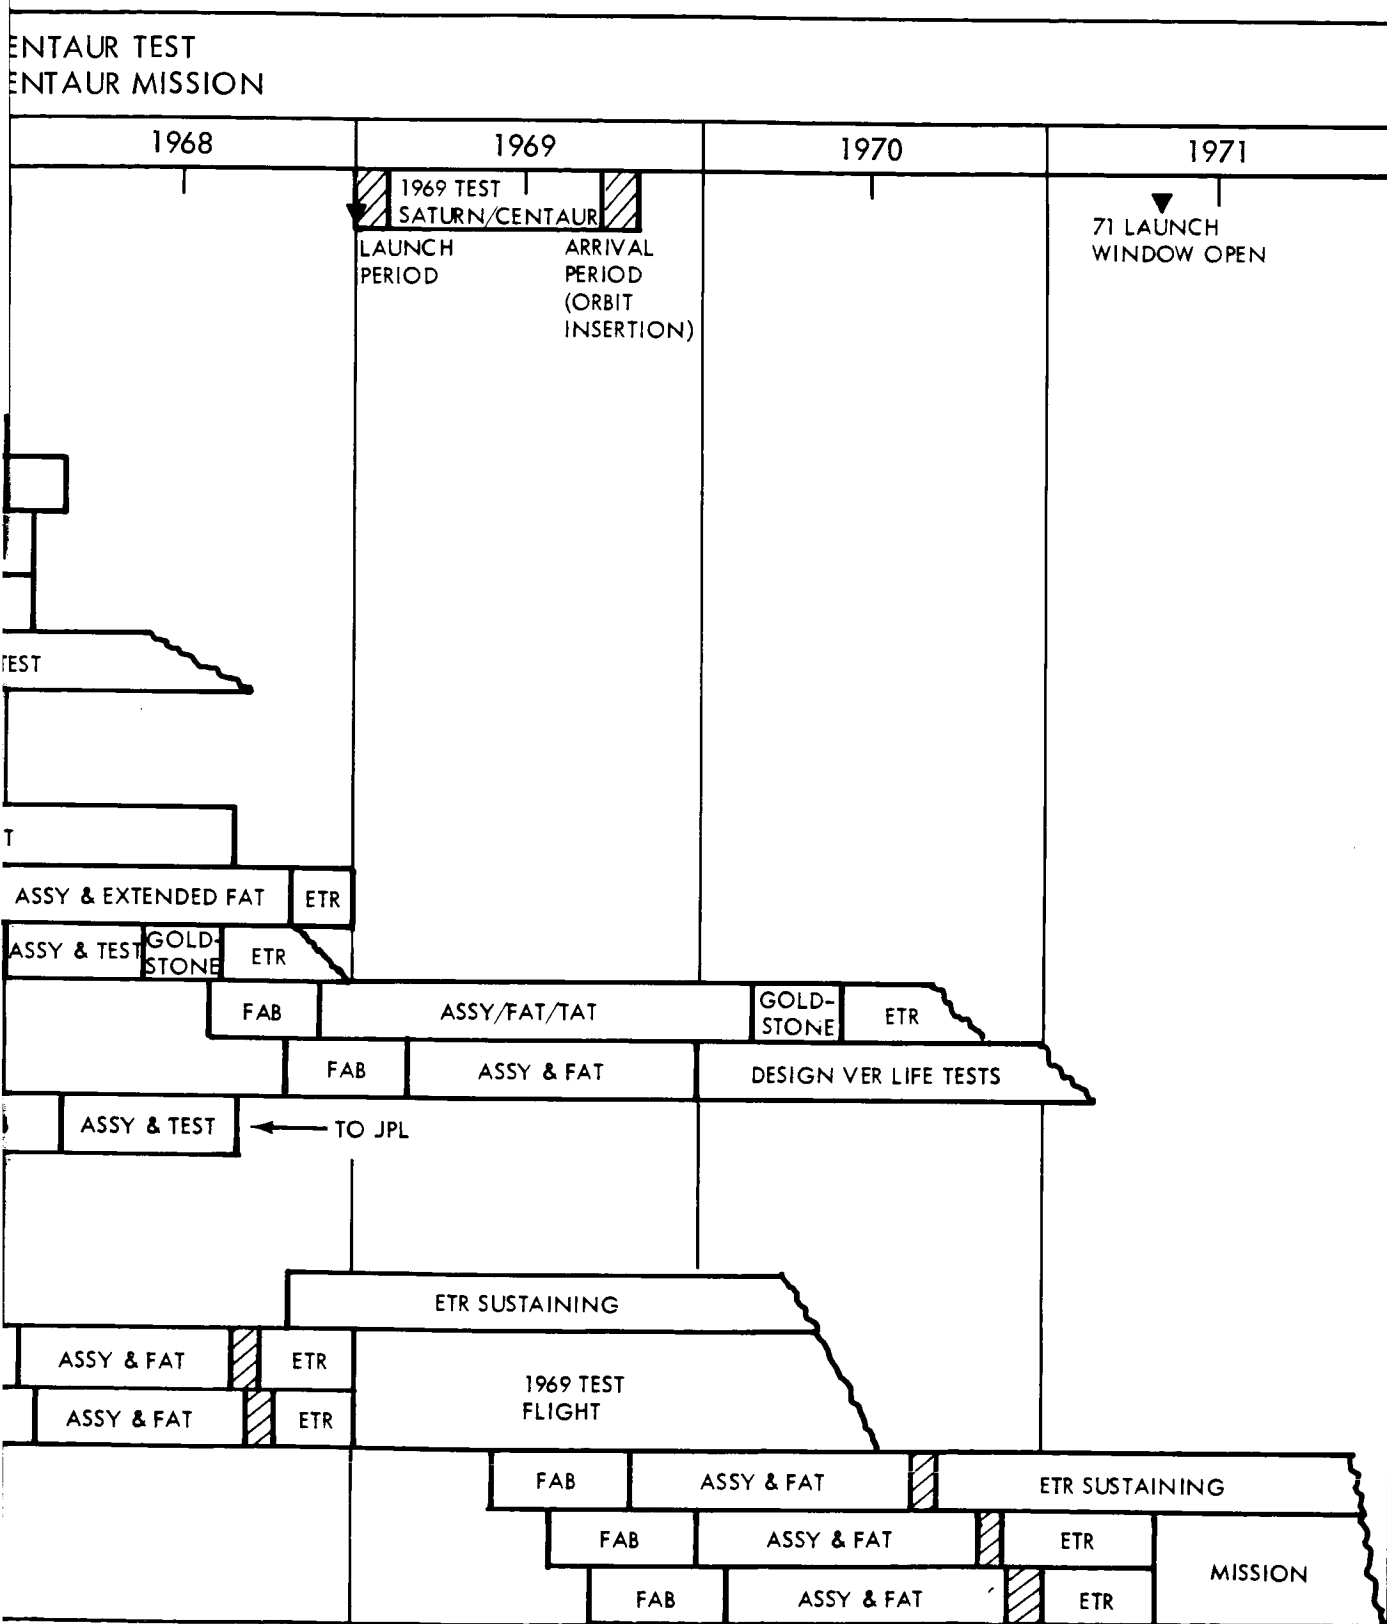 ENTAUR TEST
ENTAUR MISSION
1968 1969 1970 1971
1969 TEST
SATURN/CENTAUR
LAUNCH
PERIOD
ARRIVAL
PERIOD
(ORBIT
INSERTION)
71 LAUNCH
WINDOW OPEN
TEST
T
ASSY & EXTENDED FAT ETR
ASSY & TEST GOLD-
STONE ETR
FAB ASSY/FAT/TAT GOLD-
STONE ETR
FAB ASSY & FAT DESIGN VER LIFE TESTS
ASSY & TEST TO JPL
ETR SUSTAINING
ASSY & FAT ETR
1969 TEST
FLIGHT
ASSY & FAT ETR
FAB ASSY & FAT ETR SUSTAINING
FAB ASSY & FAT ETR
MISSION
FAB ASSY & FAT ETR